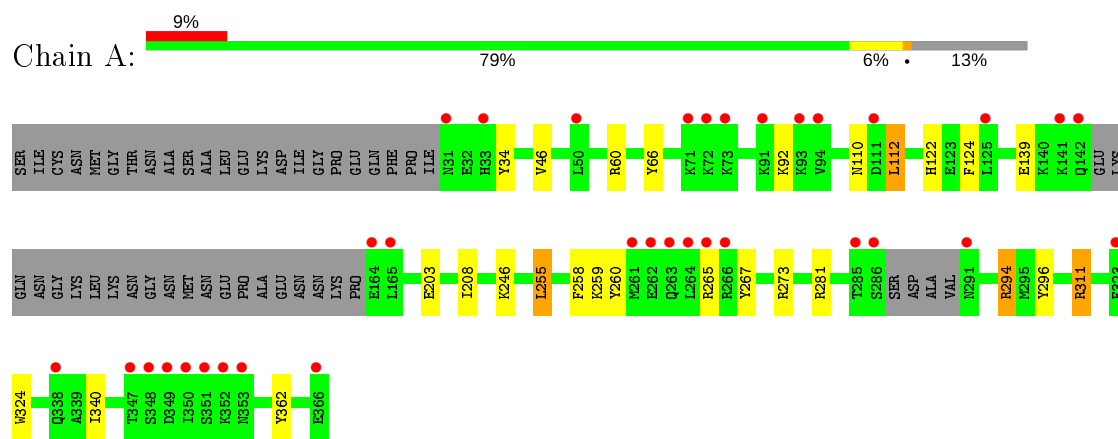 9%
Chain A:
79% 6% • 13%
SER ILE CYS ASN MET GLY THR ASN ALA SER ALA LEU GLU LYS ASP ILE GLY PRO GLU GLN PHE PRO ILE N31 E32 H33 Y34 V46 L50 R60 Y66 K71 K72 K73 K91 K92 K93 V94 N110 D111 L112 H122 E123 F124 L125 E139 K140 K141 Q142 GLU LYS
GLN ASN GLY LYS LEU LYS ASN GLY ASN MET ASN GLU PRO ALA GLU ASN ASN LYS PRO E164 L165 E203 I208 K246 L255 F258 K259 Y260 M261 E262 Q263 L264 R265 R266 Y267 R273 R281 T285 S286 SER ASP ALA VAL N291 R294 M295 Y296 R311 E323
W324 Q338 A339 I340 T347 S348 D349 I350 S351 K352 N353 Y362 E366